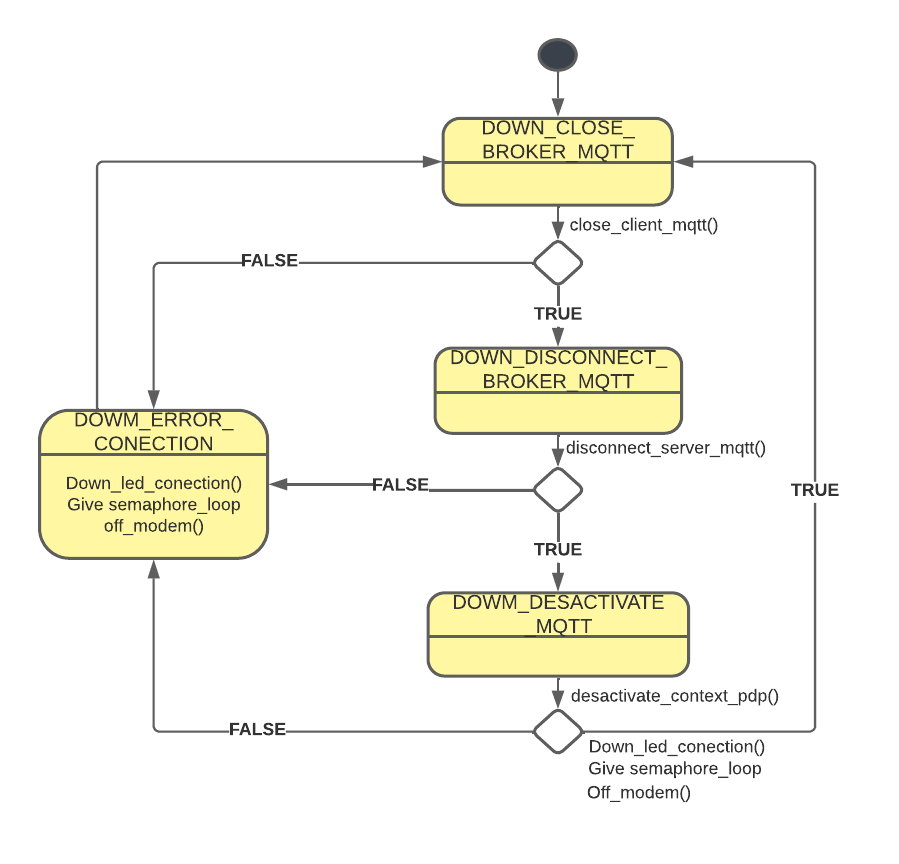 DOWN_CLOSE_
BROKER_MQTT
close_client_mqtt()
FALSE
TRUE
DOWN_DISCONNECT_
BROKER_MQTT
DOWM_ERROR_
CONECTION
Down_led_conection()
Give semaphore_loop
off_modem()
disconnect_server_mqtt()
FALSE
TRUE
TRUE
DOWM_DESACTIVATE
_MQTT
desactivate_context_pdp()
FALSE
Down_led_conection()
Give semaphore_loop
Off_modem()